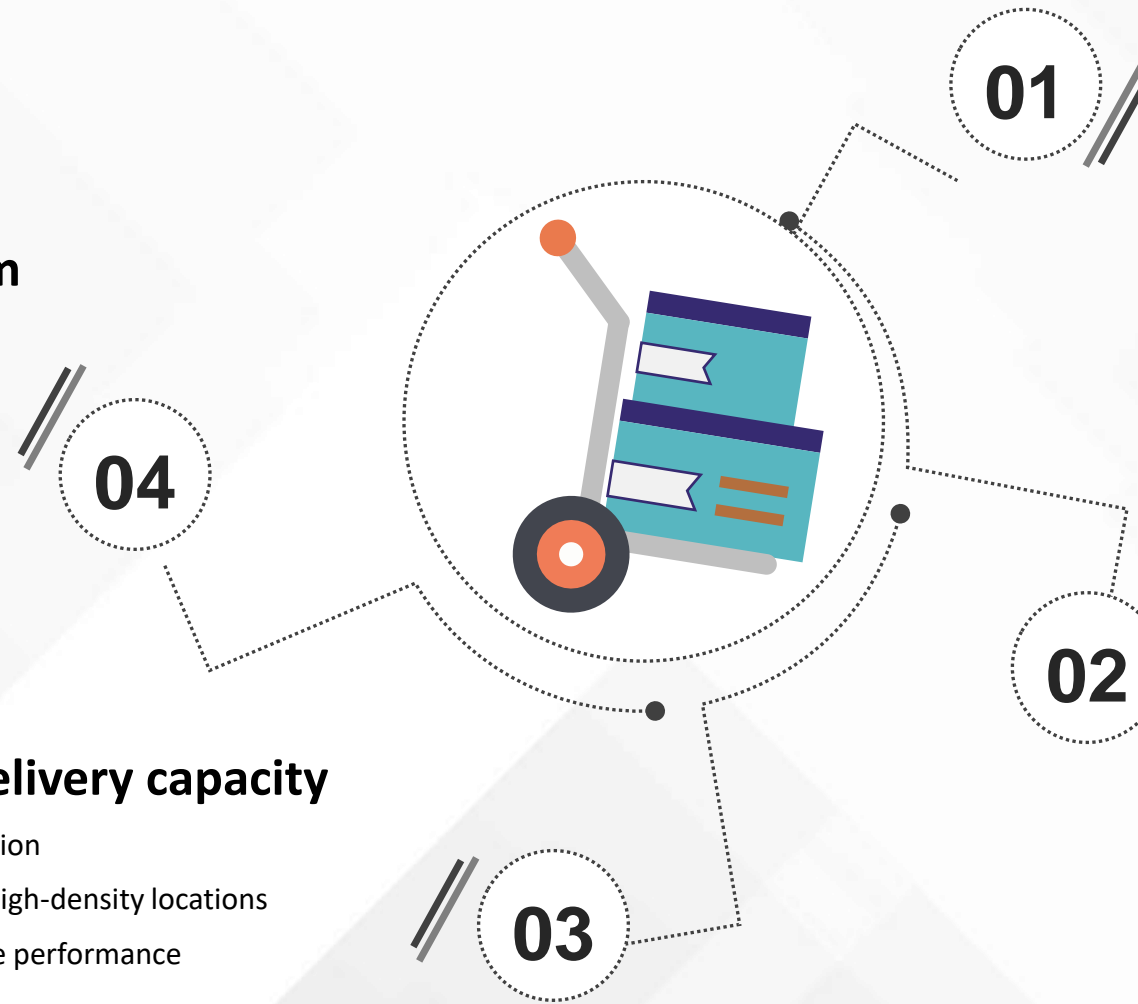 01
m
04
02
elivery capacity
ion
igh-density locations
e performance
03